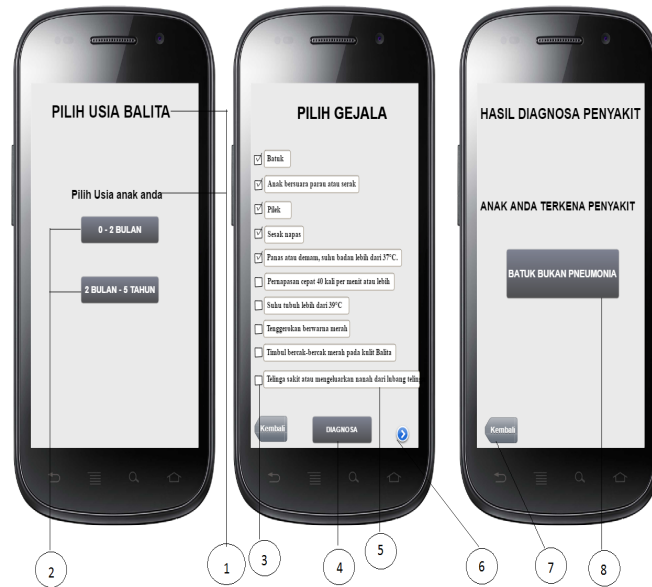 PILIH USIA BALITA
Pilih Usia anak anda
0 - 2 BULAN
2 BULAN - 5 TAHUN
PILIH GEJALA
Batuk
Anak bersuara parau atau serak
Pilek
Sesak napas
Panas atau demam, suhu badan lebih dari 37°C.
Pernapasan cepat 40 kali per menit atau lebih
Suhu tubuh lebih dari 39°C
Tenggorokan berwarna merah
Timbul bercak-bercak merah pada kulit Balita
Telinga sakit atau mengeluarkan nanah dari lubang telin
Kembali
DIAGNOSA
HASIL DIAGNOSA PENYAKIT
ANAK ANDA TERKENA PENYAKIT
BATUK BUKAN PNEUMONIA
Kembali
2
1
3
4
5
6
7
8